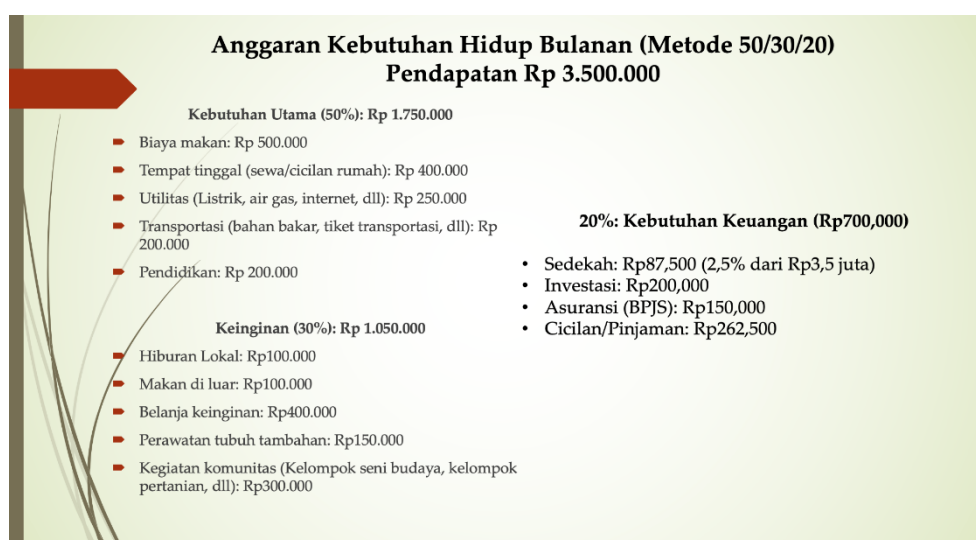 Anggaran Kebutuhan Hidup Bulanan (Metode 50/30/20)
Pendapatan Rp 3.500.000
Kebutuhan Utama (50%): Rp 1.750.000
Biaya makan: Rp 500.000
Tempat tinggal (sewa/cicilan rumah): Rp 400.000
Utilitas (Listrik, air gas, internet, dll): Rp 250.000
Transportasi (bahan bakar, tiket transportasi, dll): Rp
200.000
Pendidikan: Rp 200.000
Keinginan (30%): Rp 1.050.000
Hiburan Lokal: Rp100.000
Makan di luar: Rp100.000
Belanja keinginan: Rp400.000
Perawatan tubuh tambahan: Rp150.000
Kegiatan komunitas (Kelompok seni budaya, kelompok
pertanian, dll): Rp300.000
20%: Kebutuhan Keuangan (Rp700,000)
• Sedekah: Rp87,500 (2,5% dari Rp3,5 juta)
• Investasi: Rp200,000
• Asuransi (BPJS): Rp150,000
• Cicilan/Pinjaman: Rp262,500